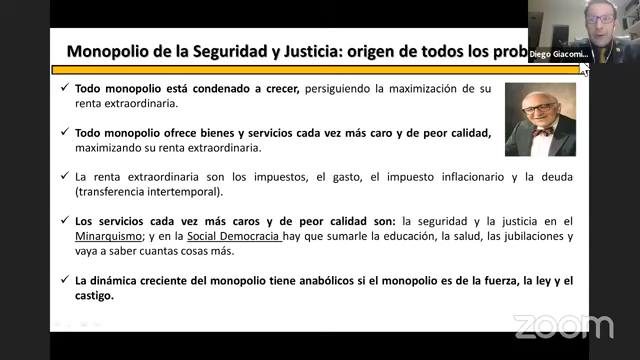 Monopolio de la Seguridad y Justicia: origen de todos los prob
Diego Giacomi...
✓ Todo monopolio está condenado a crecer, persiguiendo la maximización de su
renta extraordinaria.
✓ Todo monopolio ofrece bienes y servicios cada vez más caro y de peor calidad,
maximizando su renta extraordinaria.
✓ La renta extraordinaria son los impuestos, el gasto, el impuesto inflacionario y la deuda
(transferencia intertemporal).
✓ Los servicios cada vez más caros y de peor calidad son: la seguridad y la justicia en el
Minarquismo; y en la Social Democracia hay que sumarle la educación, la salud, las jubilaciones y
vaya a saber cuantas cosas más.
✓ La dinámica creciente del monopolio tiene anabólicos si el monopolio es de la fuerza, la ley y el
castigo.
zoom